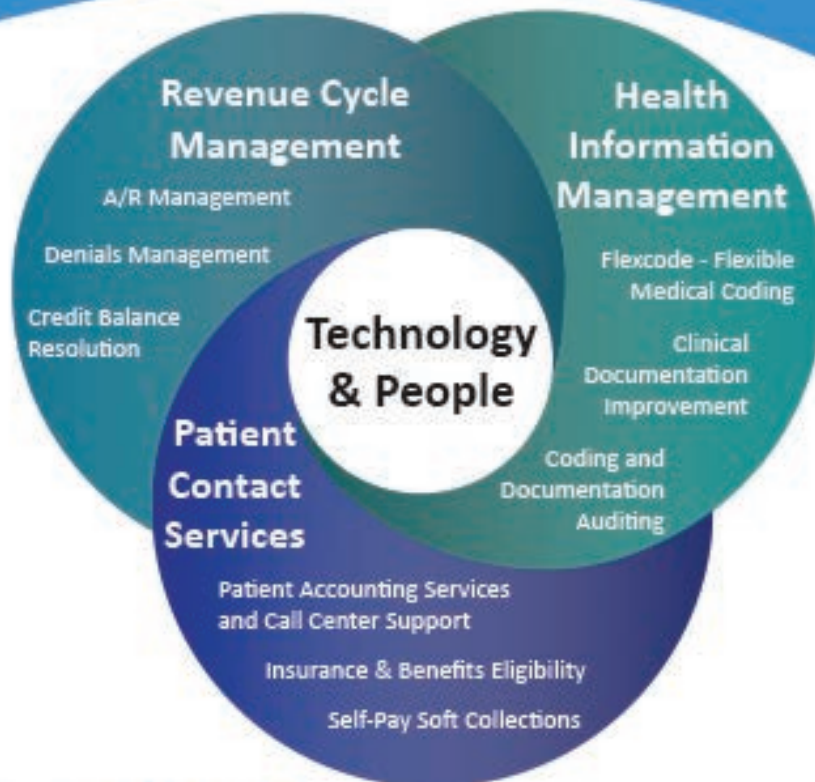 Revenue Cycle
Management
A/R Management
Denials Management
Credit Balance
Resolution
Health
Information
Management
Flexcode - Flexible
Medical Coding
Clinical
Documentation
Improvement
Coding and
Documentation
Auditing
Technology
& People
Patient
Contact
Services
Patient Accounting Services
and Call Center Support
Insurance & Benefits Eligibility
Self-Pay Soft Collections